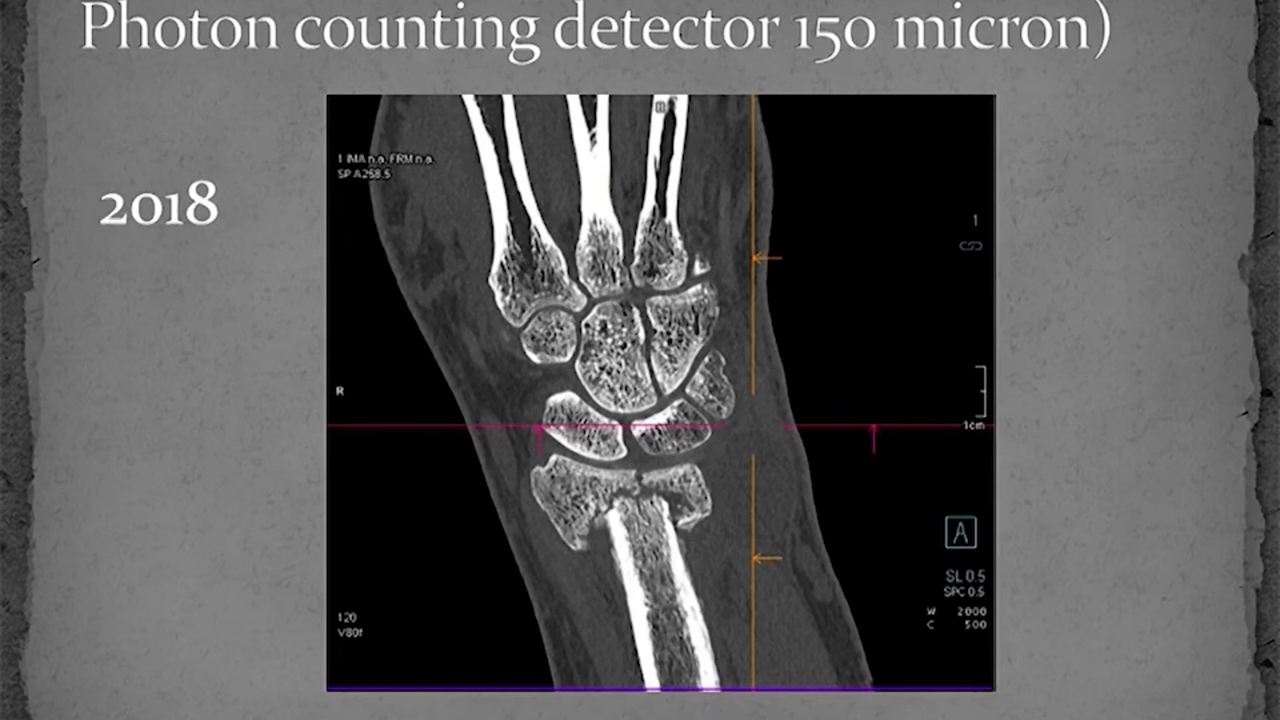 Photon counting detector 150 micron)
2018
1 IMA n.a. FRM n.a.
SP A258.5
1
R
1cm
A
SL 0.5
SPC 0.5
W 2000
C 500
120
V80f